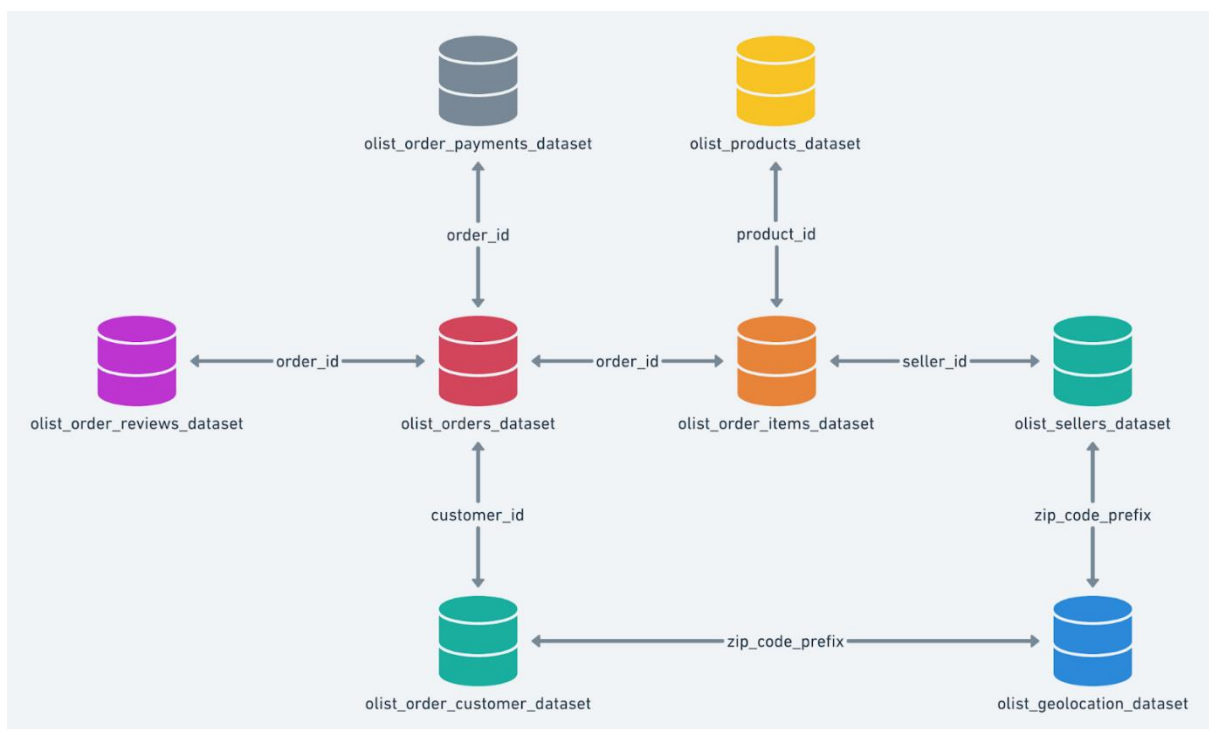 olist_order_payments_dataset
olist_products_dataset
order_id
product_id
order_id
order_id
seller_id
olist_order_reviews_dataset
olist_orders_dataset
olist_order_items_dataset
olist_sellers_dataset
customer_id
zip_code_prefix
zip_code_prefix
olist_order_customer_dataset
olist_geolocation_dataset